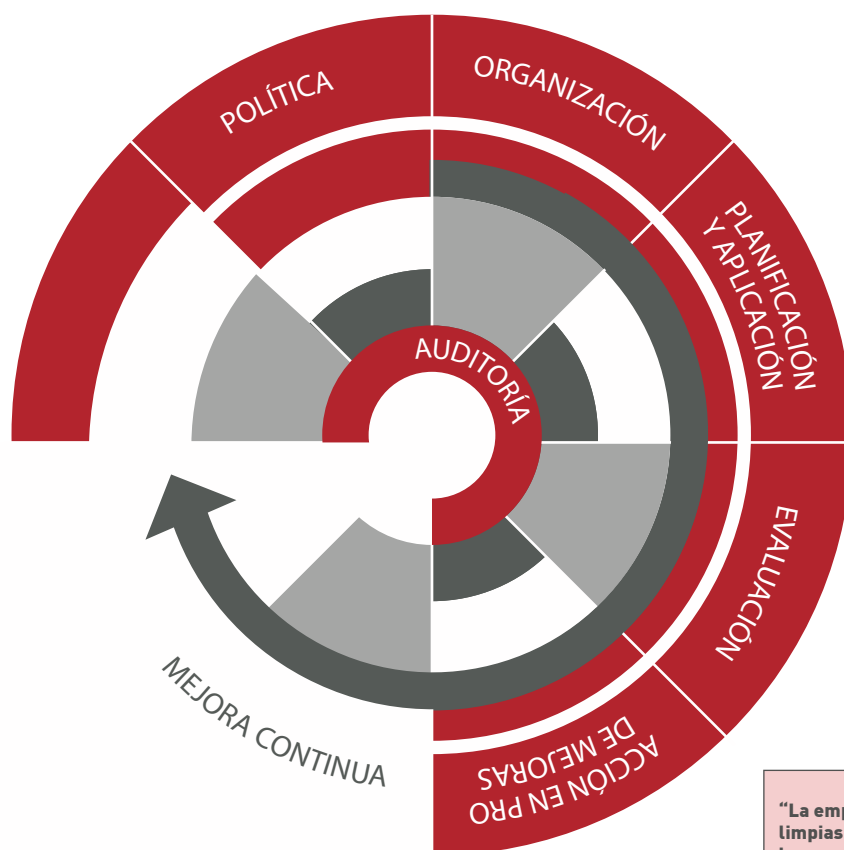 POLÍTICA
ORGANIZACIÓN
PLANIFICACIÓN
Y APLICACIÓN
EVALUACIÓN
ACCIÓN EN PRO
DE MEJORAS
AUDITORÍA
MEJORA CONTINUA
“La emp
limpias